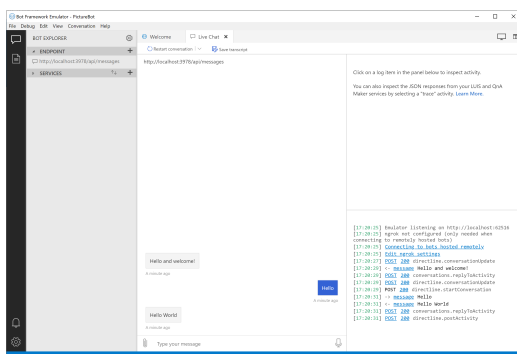 Bot Framework Emulator - PictureBot
File Debug Edit View Conversation Help
BOT EXPLORER
Welcome
Live Chat
ENDPOINT
http://localhost:3978/api/messages
SERVICES
Restart conversation
Save transcript
http://localhost:3978/api/messages
Hello and welcome!
A minute ago
Hello
A minute ago
Hello World
A minute ago
Type your message
Click on a log item in the panel below to inspect activity.
You can also inspect the JSON responses from your LUIS and QnA
Maker services by selecting a "trace" activity. Learn More.
[17:20:25] Emulator listening on http://localhost:62516
[17:20:25] ngrok not configured (only needed when
connecting to remotely hosted bots)
[17:20:25] Connecting to bots hosted remotely
[17:20:25] Edit ngrok settings
[17:20:27] POST 200 directline.conversationUpdate
[17:20:29] <- message Hello and welcome!
[17:20:29] POST 200 conversations.replyToActivity
[17:20:29] POST 200 directline.conversationUpdate
[17:20:29] POST 200 directline.startConversation
[17:20:31] -> message Hello
[17:20:31] <- message Hello World
[17:20:31] POST 200 conversations.replyToActivity
[17:20:31] POST 200 directline.postActivity